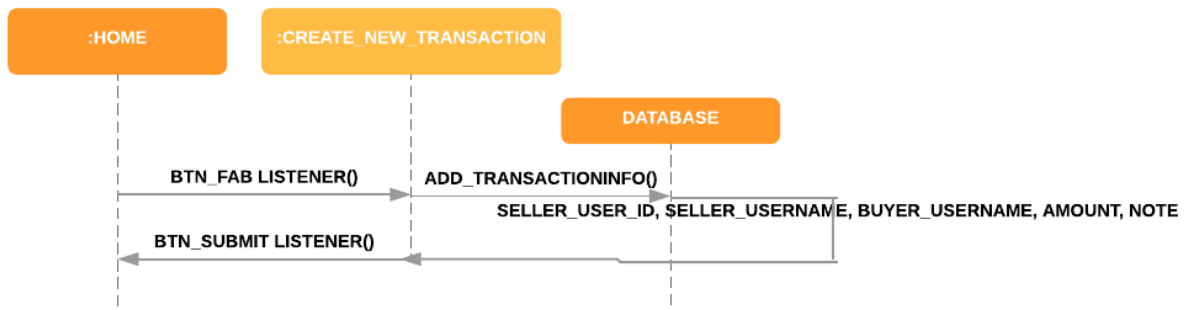 :HOME
:CREATE_NEW_TRANSACTION
DATABASE
BTN_FAB LISTENER()
ADD_TRANSACTIONINFO()
SELLER_USER_ID, SELLER_USERNAME, BUYER_USERNAME, AMOUNT, NOTE
BTN_SUBMIT LISTENER()